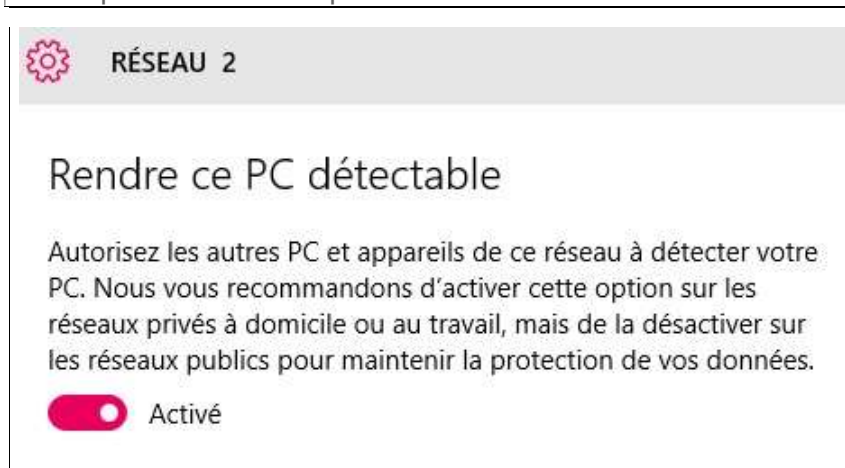 RÉSEAU 2
Rendre ce PC détectable
Autorisez les autres PC et appareils de ce réseau à détecter votre
PC. Nous vous recommandons d’activer cette option sur les
réseaux privés à domicile ou au travail, mais de la désactiver sur
les réseaux publics pour maintenir la protection de vos données.
Activé